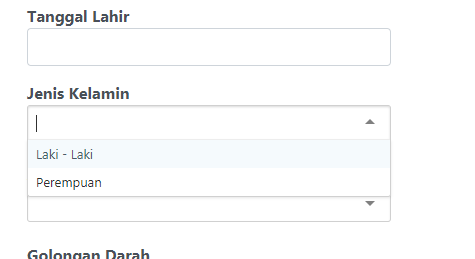 Tanggal Lahir
Jenis Kelamin
Laki - Laki
Perempuan
Golongan Darah